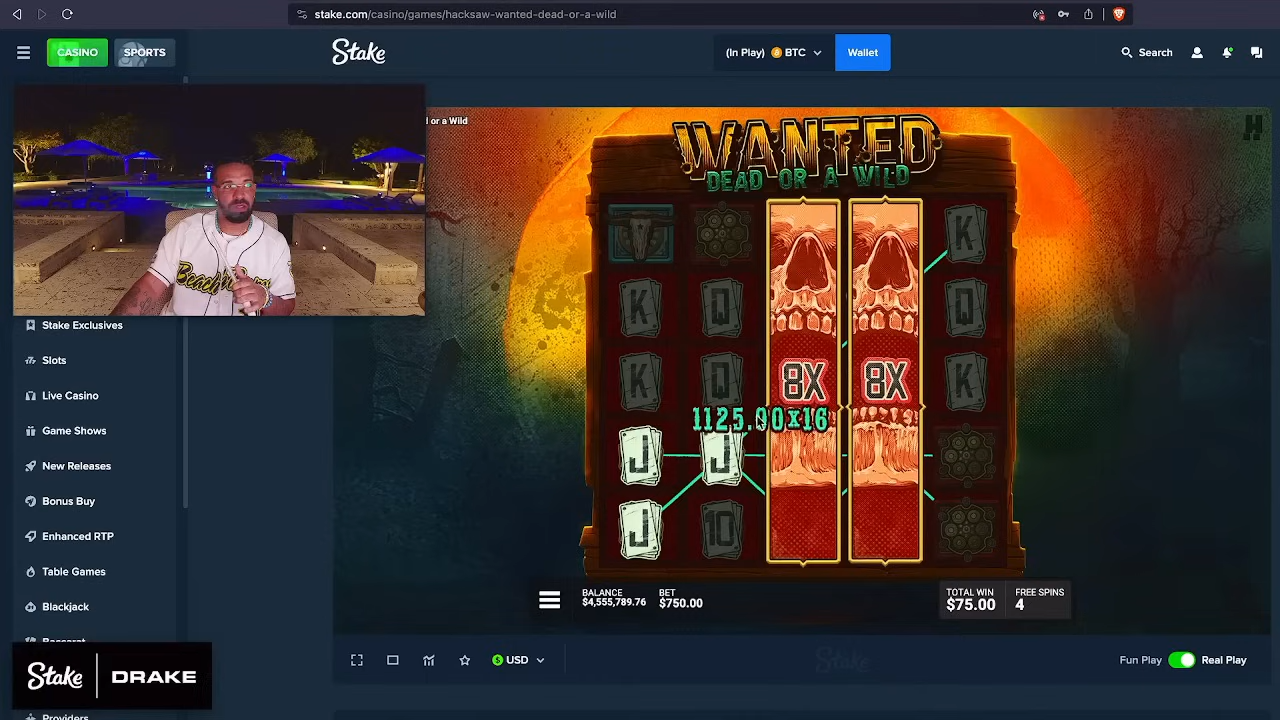 stake.com/casino/games/hacksaw-wanted-dead-or-a-wild
CASINO
SPORTS
Stake
(In Play) BTC
Wallet
Search
d or a Wild
WANTED
DEAD OR A WILD
K
K Q Q
K Q 8X 8X K
1125.00x16
J J
J 10
Stake Exclusives
Slots
Live Casino
Game Shows
New Releases
Bonus Buy
Enhanced RTP
Table Games
Blackjack
Baccarat
Providers
BALANCE
$4,555,789.76
BET
$750.00
TOTAL WIN
$75.00
FREE SPINS
4
USD
Stake
Fun Play
Real Play
Stake | DRAKE